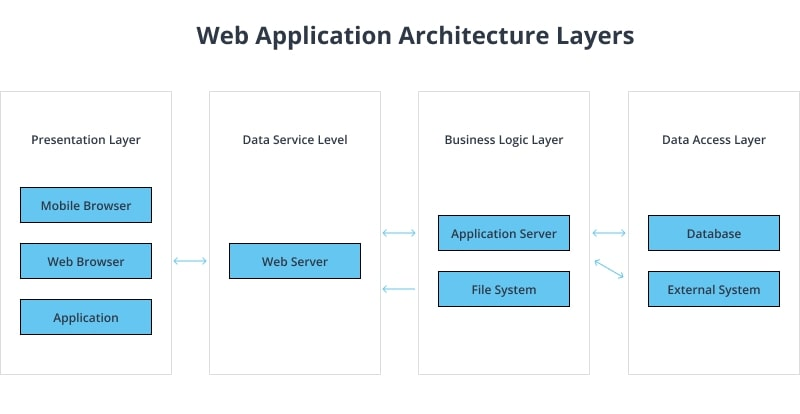 Web Application Architecture Layers
Presentation Layer
Mobile Browser
Web Browser
Application
Data Service Level
Web Server
Business Logic Layer
Application Server
File System
Data Access Layer
Database
External System